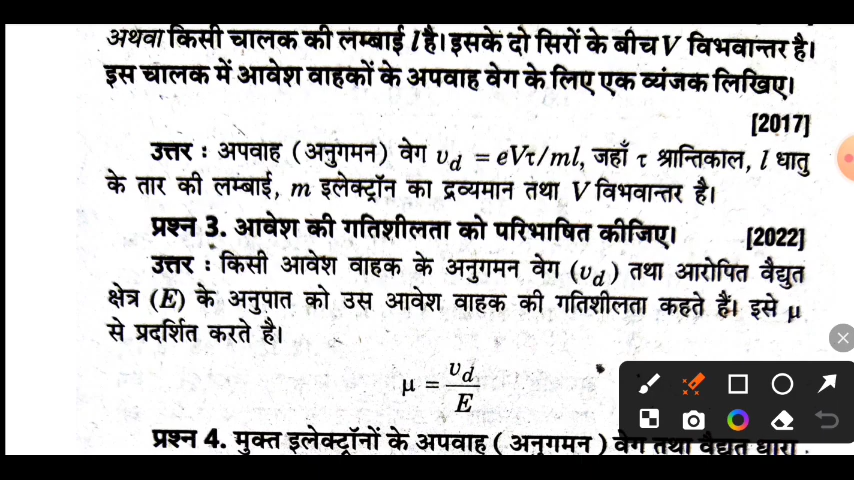 अथवा किसी चालक की लम्बाई l है। इसके दो सिरों के बीच V विभवान्तर है।
इस चालक में आवेश वाहकों के अपवाह वेग के लिए एक व्यंजक लिखिए।
[2017]
उत्तर : अपवाह (अनुगमन) वेग υd = eVτ/ml, जहाँ τ श्रान्तिकाल, l धातु
के तार की लम्बाई, m इलेक्ट्रॉन का द्रव्यमान तथा V विभवान्तर है।
प्रश्न 3. आवेश की गतिशीलता को परिभाषित कीजिए। [2022]
उत्तर : किसी आवेश वाहक के अनुगमन वेग (υd) तथा आरोपित वैद्युत
क्षेत्र (E) के अनुपात को उस आवेश वाहक की गतिशीलता कहते हैं। इसे μ
से प्रदर्शित करते है।
μ = υd/E
प्रश्न 4. मुक्त इलेक्ट्रॉनों के अपवाह (अनुगमन) वेग तथा वैद्युत धारा